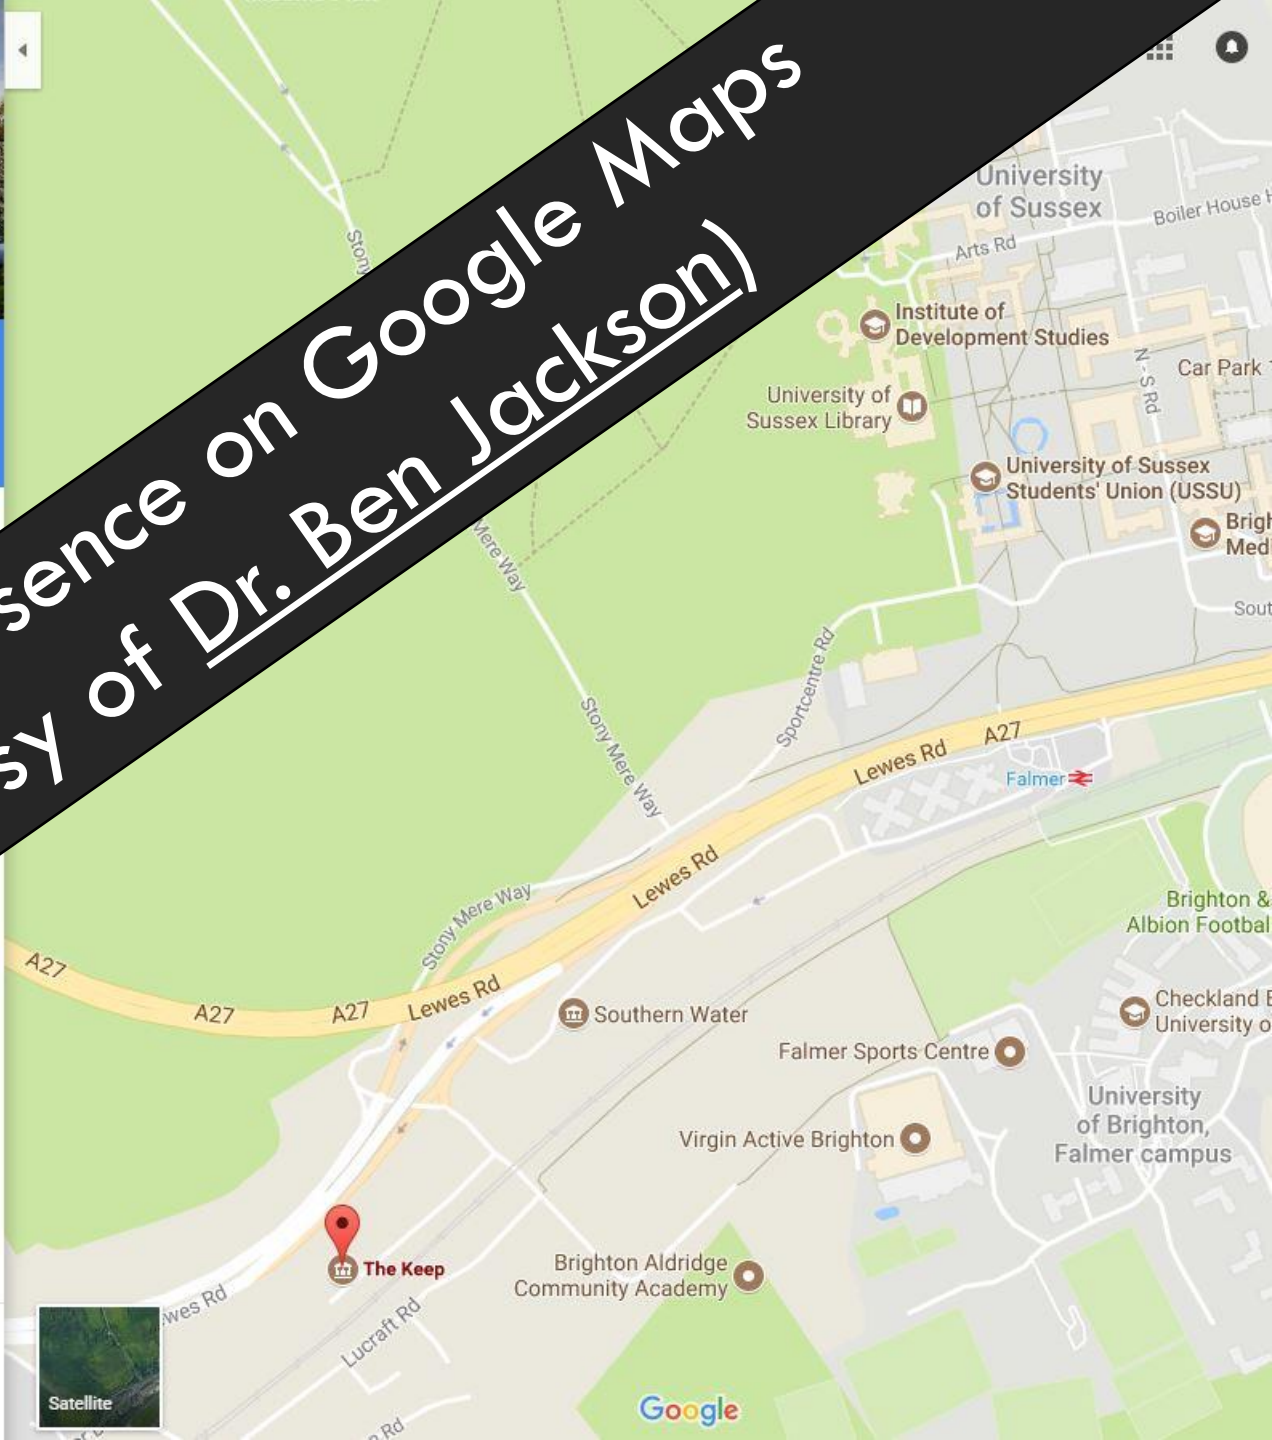 sence on Google Maps
sy of Dr. Ben Jackson)
Stony
University
of Sussex
Boiler House H
Arts Rd
Institute of
Development Studies
N - S Rd
Car Park
University of
Sussex Library
University of Sussex
Students' Union (USSU)
Brigh
Med
Mere Way
Sout
Sportcentre Rd
Stony Mere Way
Lewes Rd
A27
Falmer
Lewes Rd
Stony Mere Way
Brighton &
Albion Footbal
A27
A27
A27
Lewes Rd
Southern Water
Checkland B
University o
Falmer Sports Centre
University
of Brighton,
Falmer campus
Virgin Active Brighton
The Keep
Brighton Aldridge
Community Academy
wes Rd
Lucraft Rd
Satellite
Google
Rd